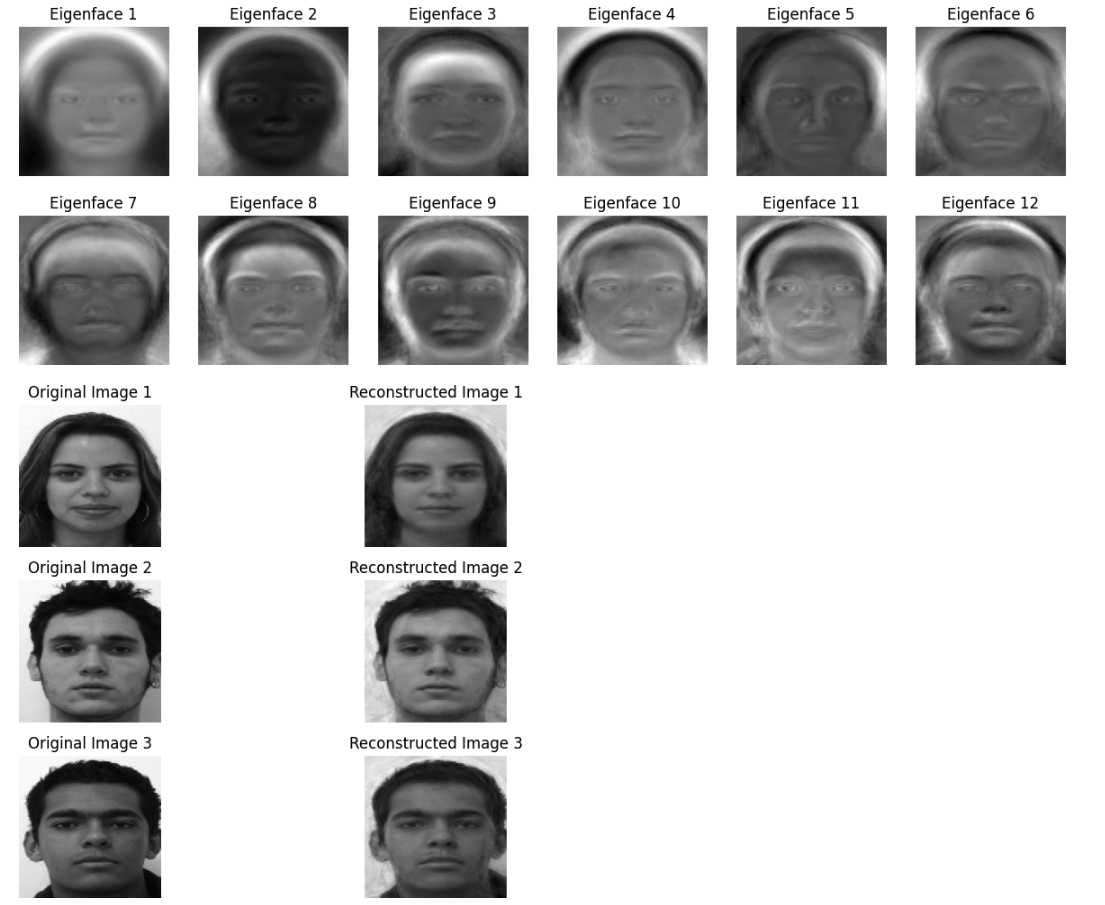 Eigenface 1 Eigenface 2 Eigenface 3 Eigenface 4 Eigenface 5 Eigenface 6
Eigenface 7 Eigenface 8 Eigenface 9 Eigenface 10 Eigenface 11 Eigenface 12
Original Image 1 Reconstructed Image 1
Original Image 2 Reconstructed Image 2
Original Image 3 Reconstructed Image 3